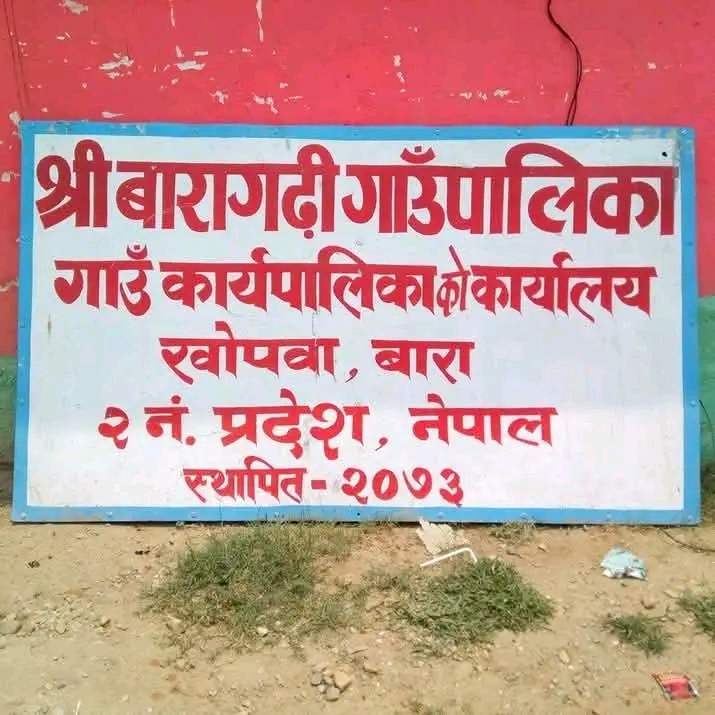 श्री बारागढी गाउँपालिका
गाउँ कार्यपालिकाको कार्यालय
खोपवा, बारा
२ नं. प्रदेश, नेपाल
स्थापित - २०७३